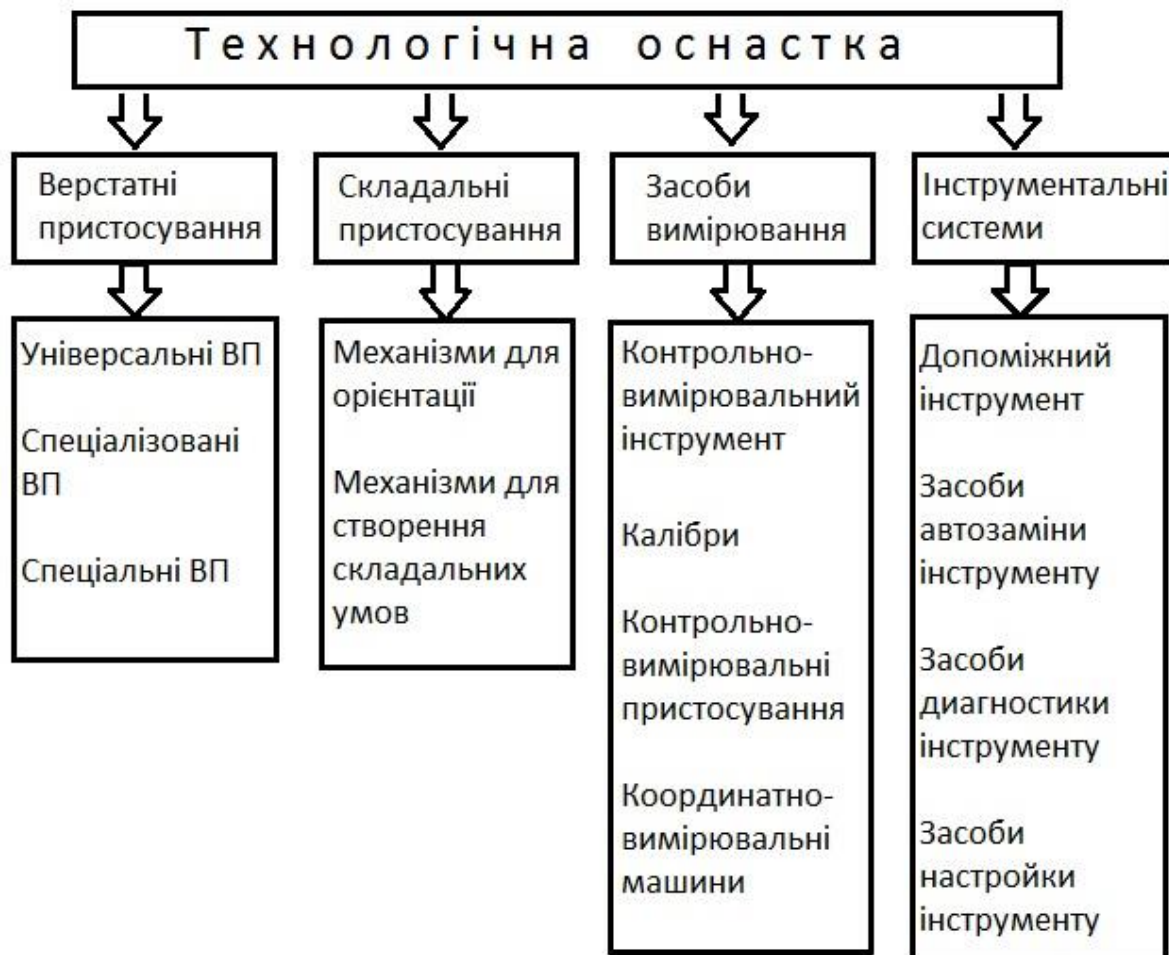 Технологічна оснастка
Верстатні
пристосування
Складальні
пристосування
Засоби
вимірювання
Інструментальні
системи
Універсальні ВП
Спеціалізовані
ВП
Спеціальні ВП
Механізми для
орієнтації
Механізми для
створення
складальних
умов
Контрольно-
вимірювальний
інструмент
Калібри
Контрольно-
вимірювальні
пристосування
Координатно-
вимірювальні
машини
Допоміжний
інструмент
Засоби
автозаміни
інструменту
Засоби
диагностики
інструменту
Засоби
настройки
інструменту